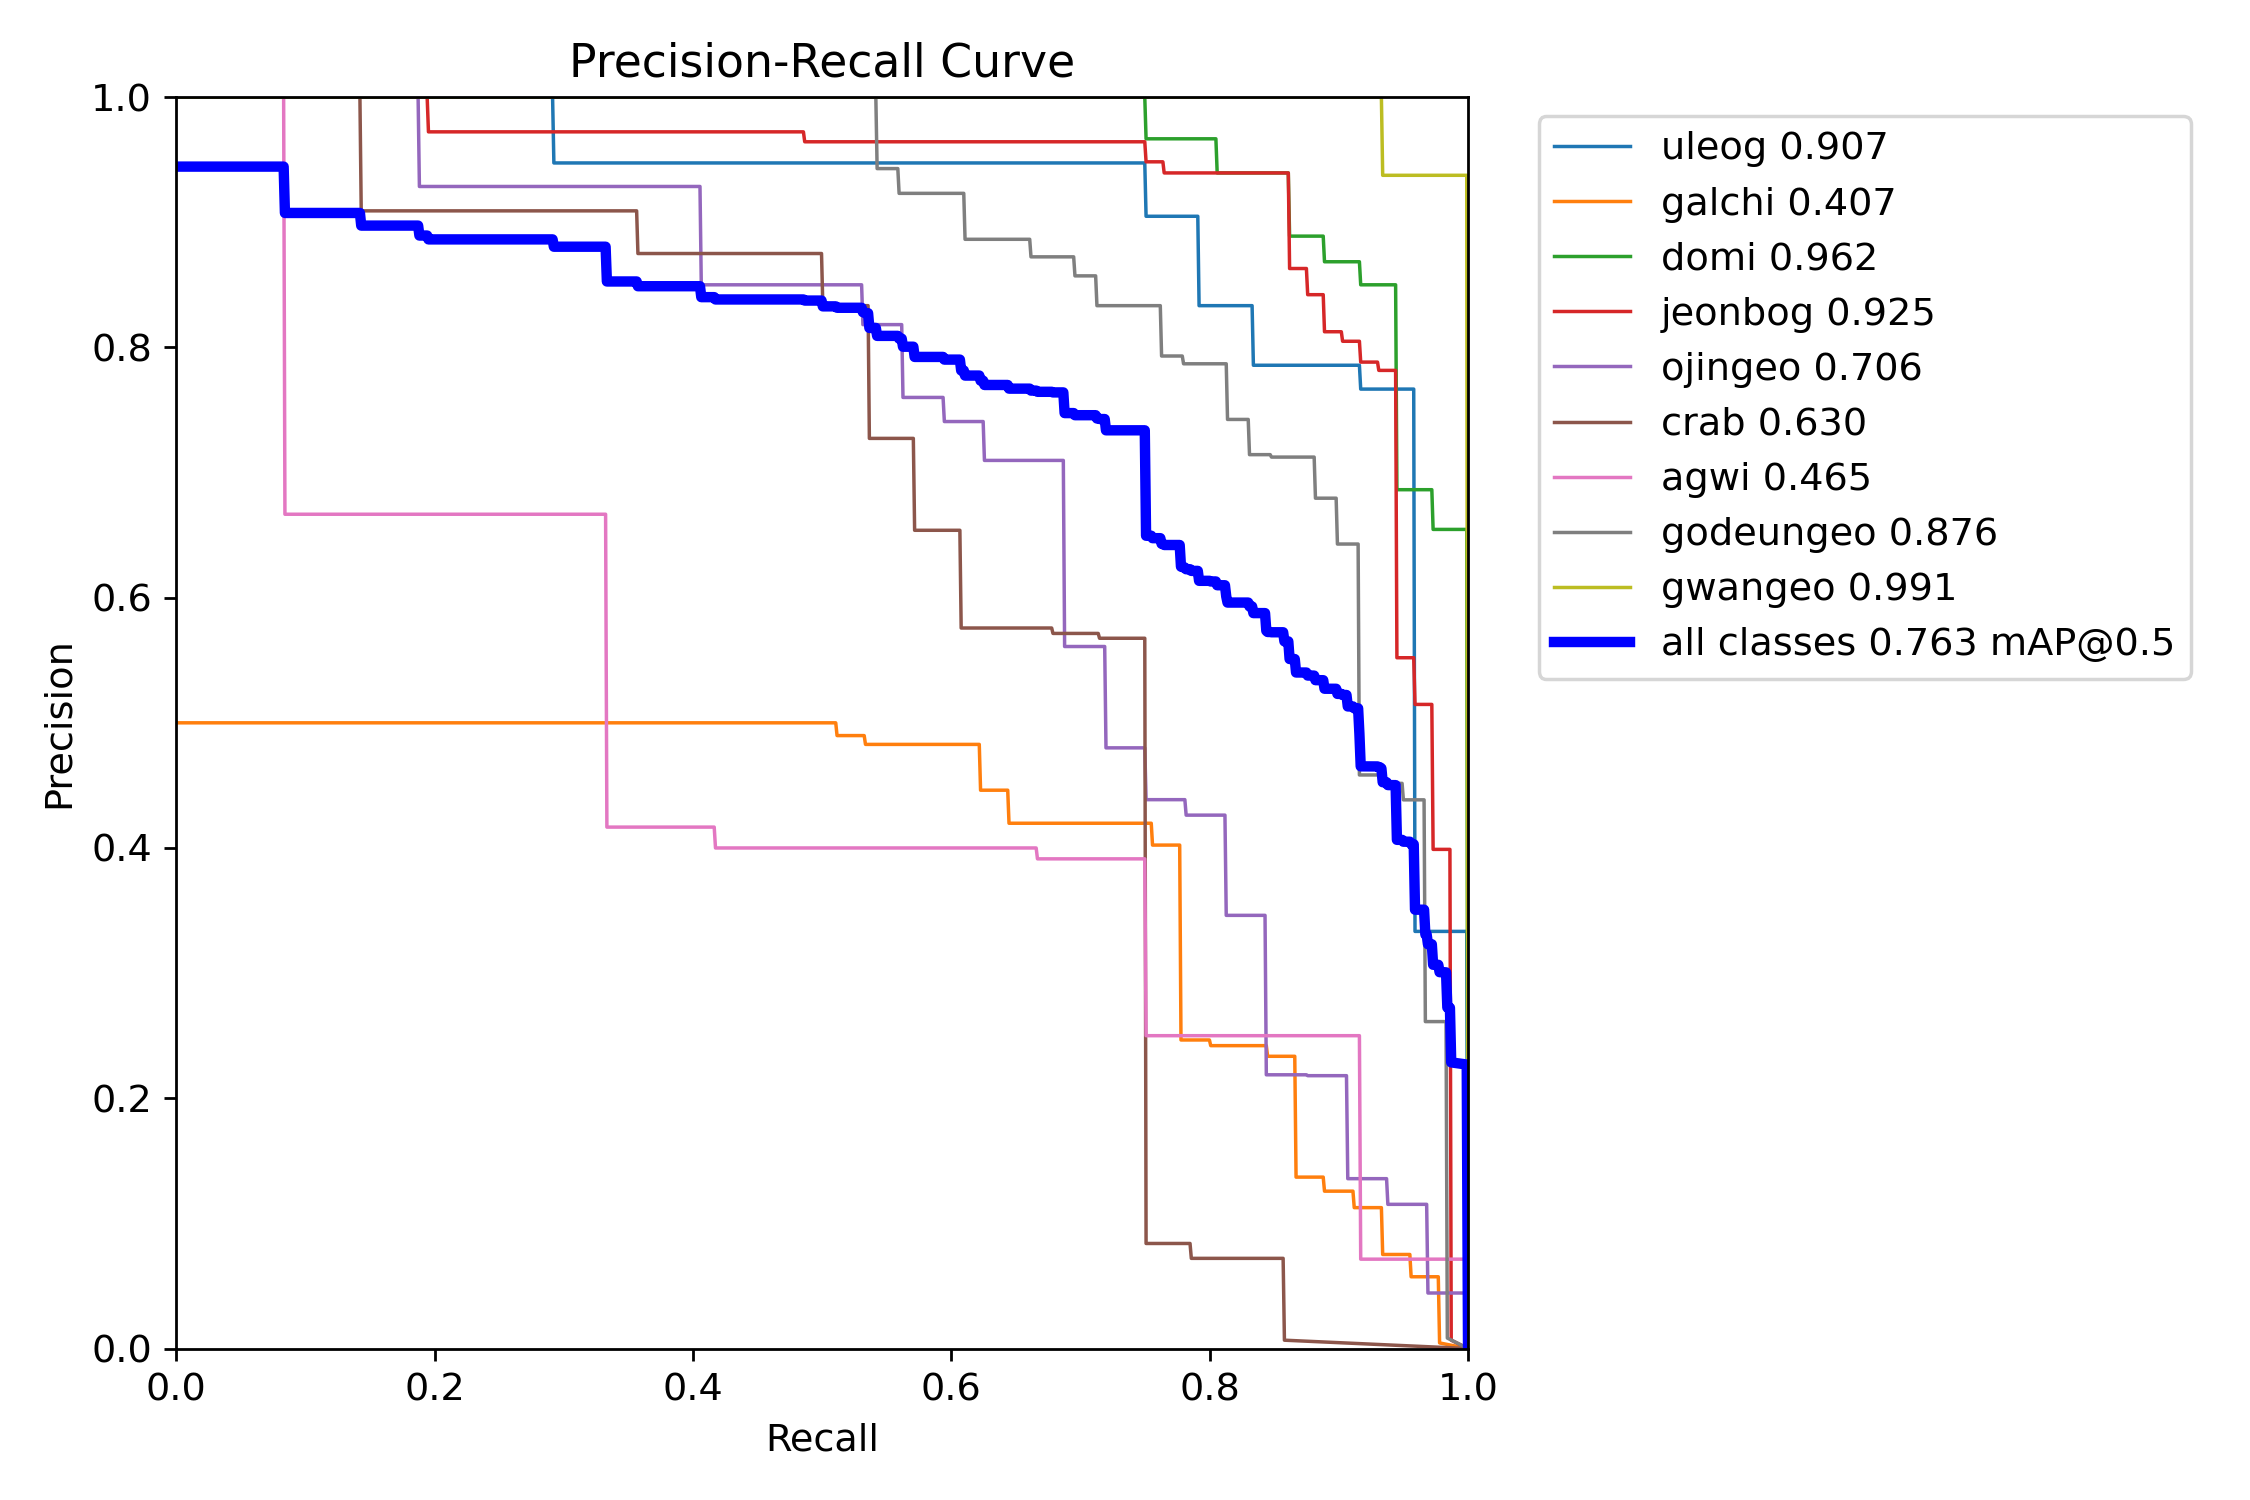 Precision-Recall Curve
1.0
0.8
0.6
0.4
0.2
0.0
Precision
0.0 0.2 0.4 0.6 0.8 1.0
Recall
uleog 0.907
galchi 0.407
domi 0.962
jeonbog 0.925
ojingeo 0.706
crab 0.630
agwi 0.465
godeungeo 0.876
gwangeo 0.991
all classes 0.763 mAP@0.5